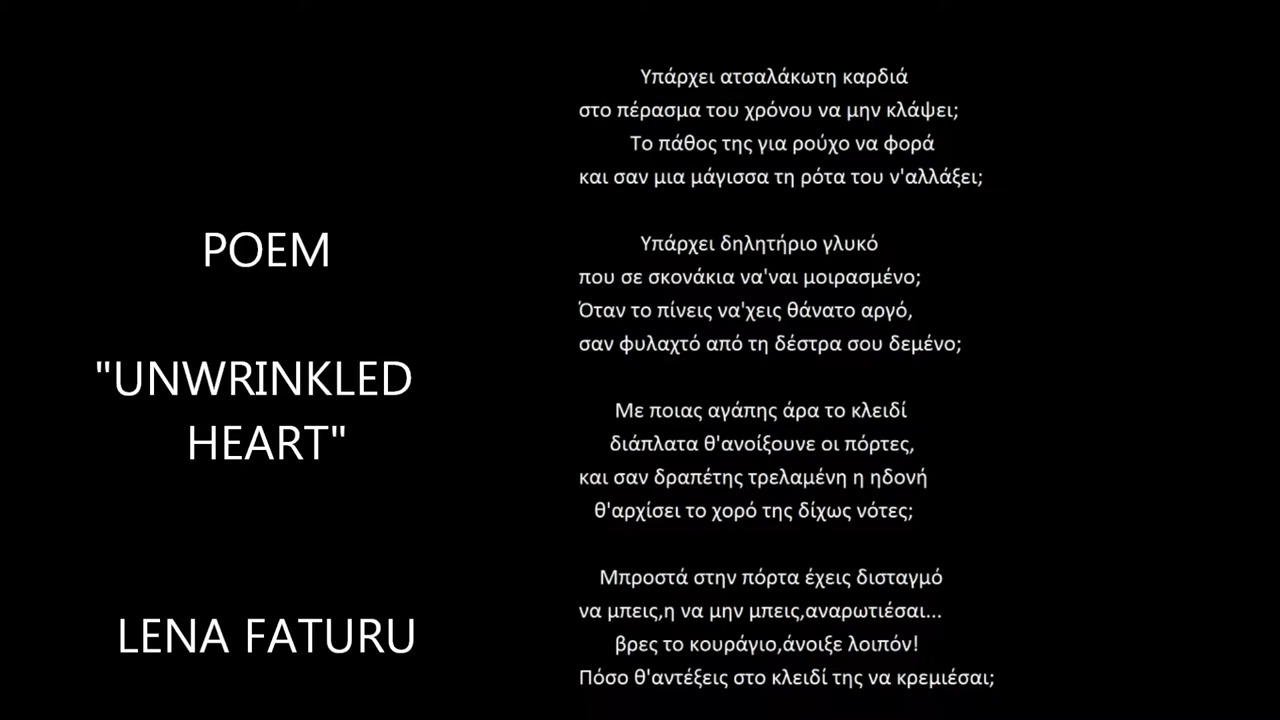 POEM
"UNWRINKLED
HEART"
LENA FATURU
Υπάρχει ατσαλάκωτη καρδιά
στο πέρασμα του χρόνου να μην κλάψει;
Το πάθος της για ρούχο να φορά
και σαν μια μάγισσα τη ρότα του ν'αλλάξει;
Υπάρχει δηλητήριο γλυκό
που σε σκονάκια να'ναι μοιρασμένο;
Όταν το πίνεις να'χεις θάνατο αργό,
σαν φυλαχτό από τη δέστρα σου δεμένο;
Με ποιας αγάπης άρα το κλειδί
διάπλατα θ'ανοίξουνε οι πόρτες,
και σαν δραπέτης τρελαμένη η ηδονή
θ'αρχίσει το χορό της δίχως νότες;
Μπροστά στην πόρτα έχεις δισταγμό
να μπεις,η να μην μπεις,αναρωτιέσαι...
βρες το κουράγιο,άνοιξε λοιπόν!
Πόσο θ'αντέξεις στο κλειδί της να κρεμιέσαι;